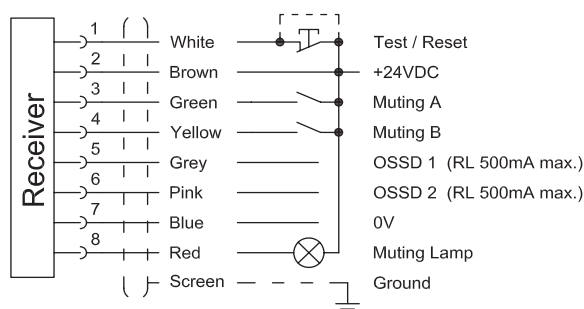 Receiver
1 White Test / Reset
2 Brown +24VDC
3 Green Muting A
4 Yellow Muting B
5 Grey OSSD 1 (RL 500mA max.)
6 Pink OSSD 2 (RL 500mA max.)
7 Blue 0V
8 Red Muting Lamp
Screen Ground